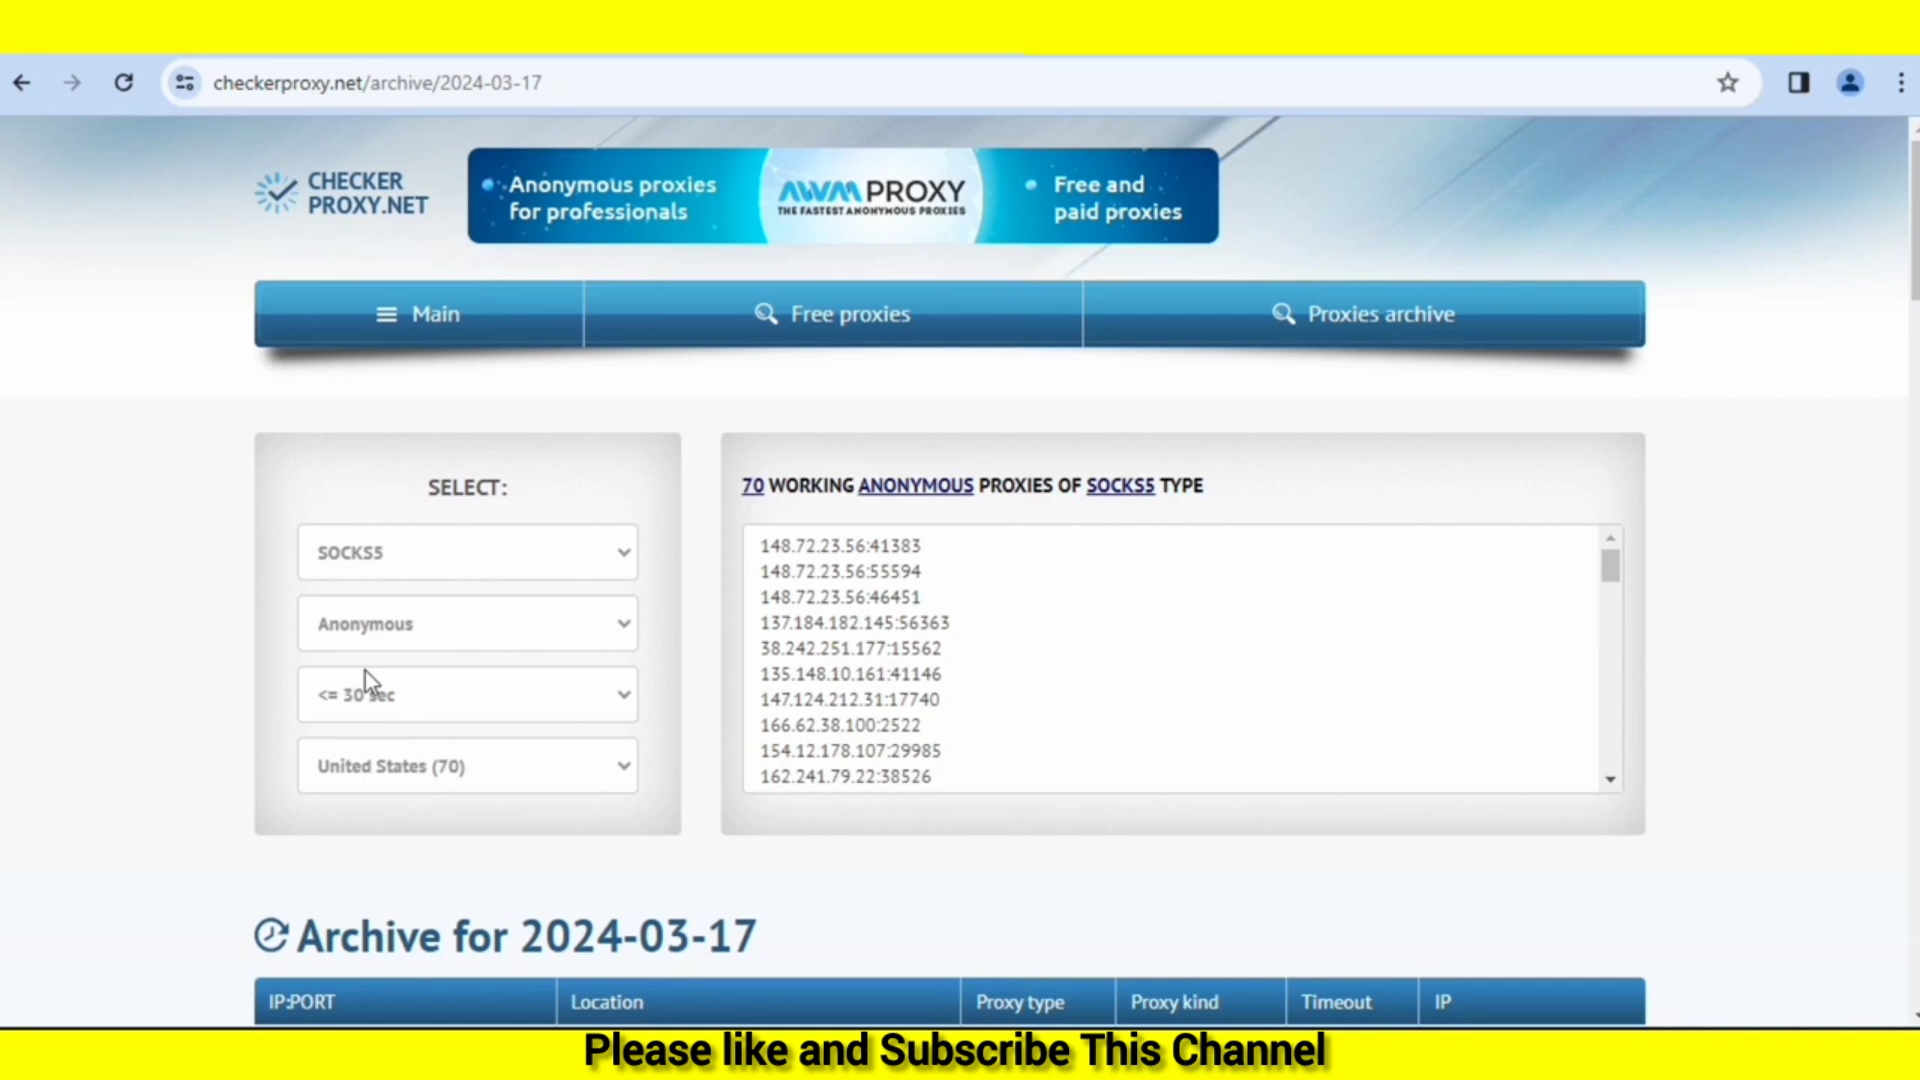 checkerproxy.net/archive/2024-03-17
CHECKER
PROXY.NET
Anonymous proxies
for professionals
AWMPROXY
THE FASTEST ANONYMOUS PROXIES
Free and
paid proxies
Main
Free proxies
Proxies archive
SELECT:
SOCKS5
Anonymous
<= 30 sec
United States (70)
70 WORKING ANONYMOUS PROXIES OF SOCKS5 TYPE
148.72.23.56:41383
148.72.23.56:55594
148.72.23.56:46451
137.184.182.145:56363
38.242.251.177:15562
135.148.10.161:41146
147.124.212.31:17740
166.62.38.100:2522
154.12.178.107:29985
162.241.79.22:38526
Archive for 2024-03-17
IP:PORT Location Proxy type Proxy kind Timeout IP
Please like and Subscribe This Channel